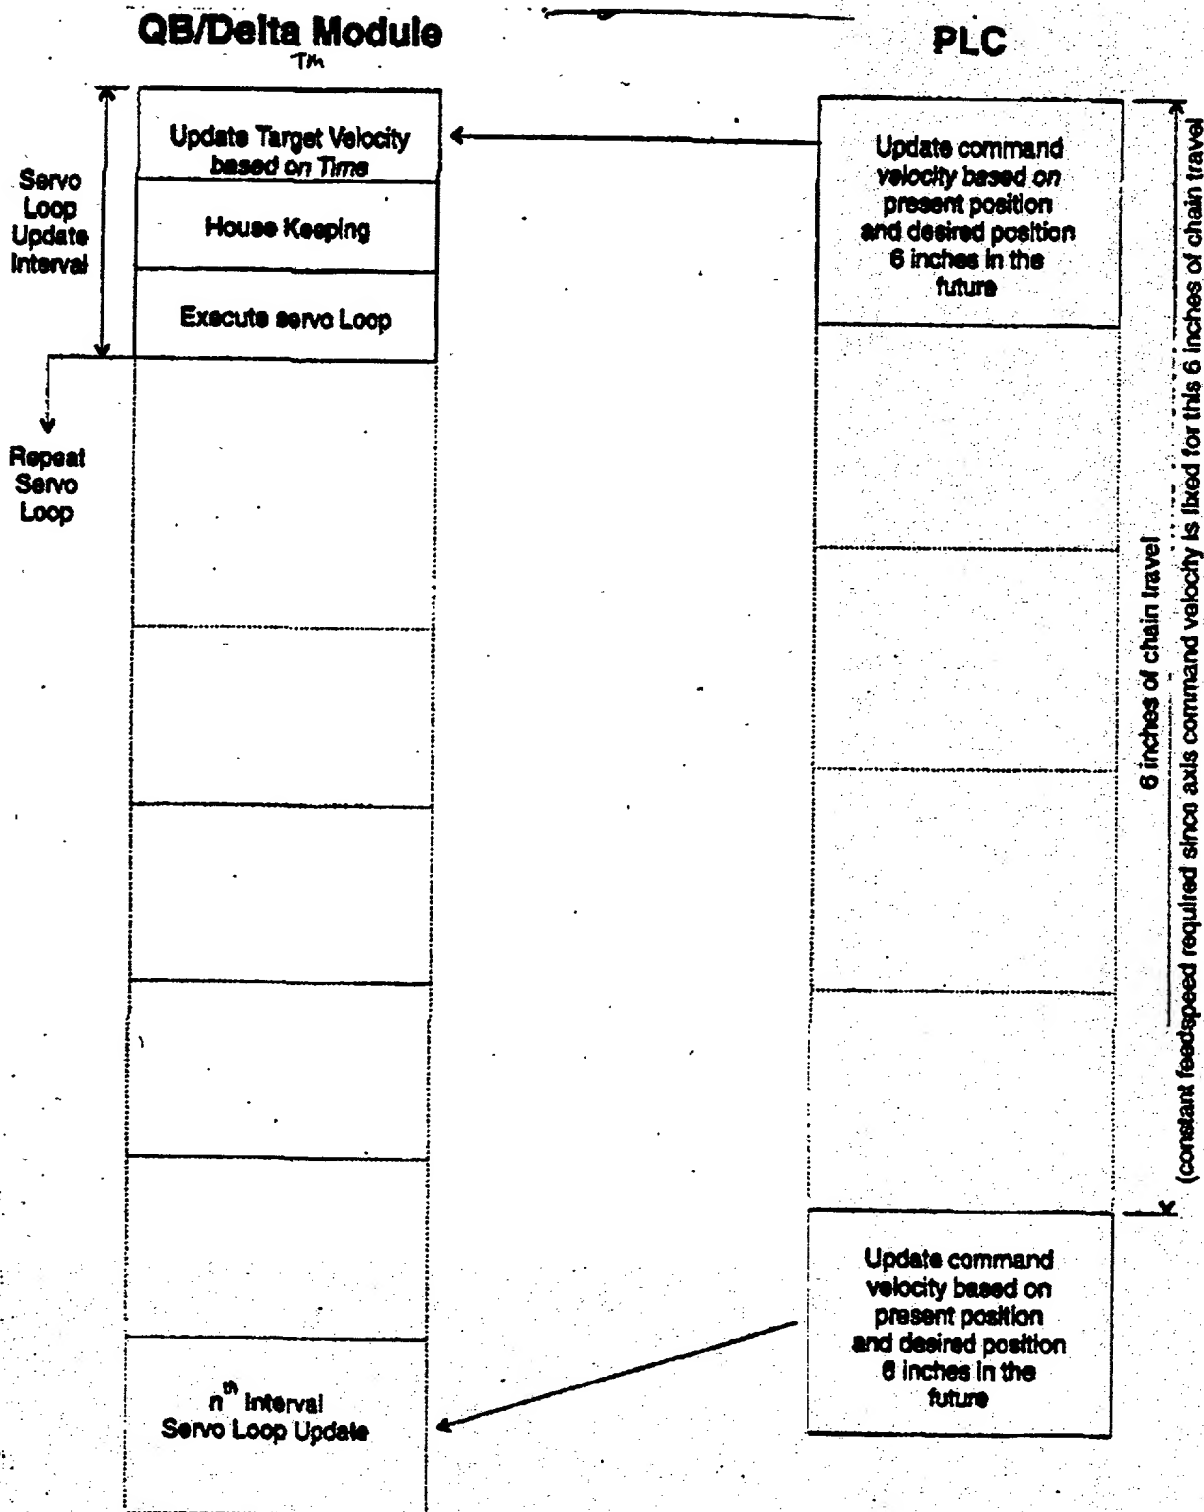 QB/Delta Module
TM
PLC
Servo
Loop
Update
Interval
Update Target Velocity
based on Time
House Keeping
Execute servo Loop
Repeat
Servo
Loop
Update command
velocity based on
present position
and desired position
6 inches in the
future
6 inches of chain travel
(constant feedspeed required since axis command velocity is fixed for this 6 inches of chain travel
Update command
velocity based on
present position
and desired position
6 inches in the
future
nth Interval
Servo Loop Update